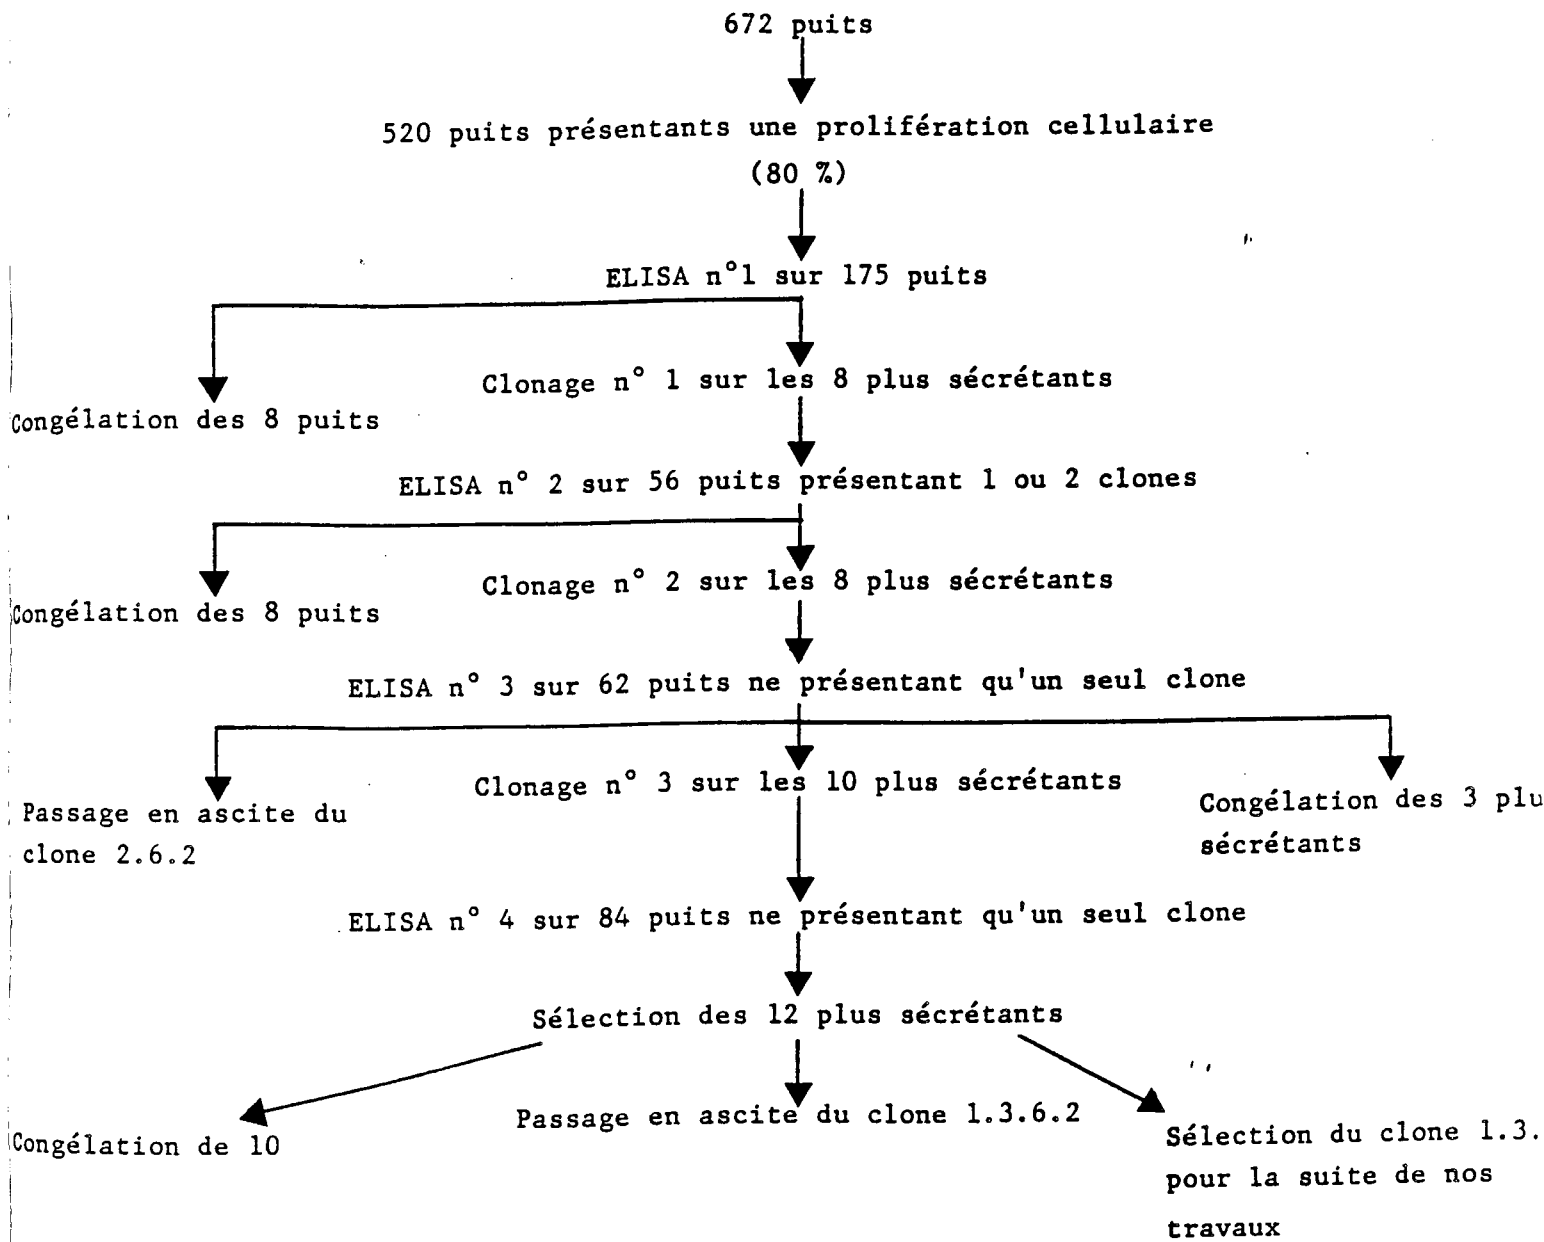 672 puits
520 puits présentants une prolifération cellulaire
(80 %)
ELISA n°1 sur 175 puits
Clonage n° 1 sur les 8 plus sécrétants
Congélation des 8 puits
ELISA n° 2 sur 56 puits présentant 1 ou 2 clones
Clonage n° 2 sur les 8 plus sécrétants
Congélation des 8 puits
ELISA n° 3 sur 62 puits ne présentant qu'un seul clone
Clonage n° 3 sur les 10 plus sécrétants
Passage en ascite du
clone 2.6.2
Congélation des 3 plu
sécrétants
ELISA n° 4 sur 84 puits ne présentant qu'un seul clone
Sélection des 12 plus sécrétants
Congélation de 10
Passage en ascite du clone 1.3.6.2
Sélection du clone 1.3.
pour la suite de nos
travaux